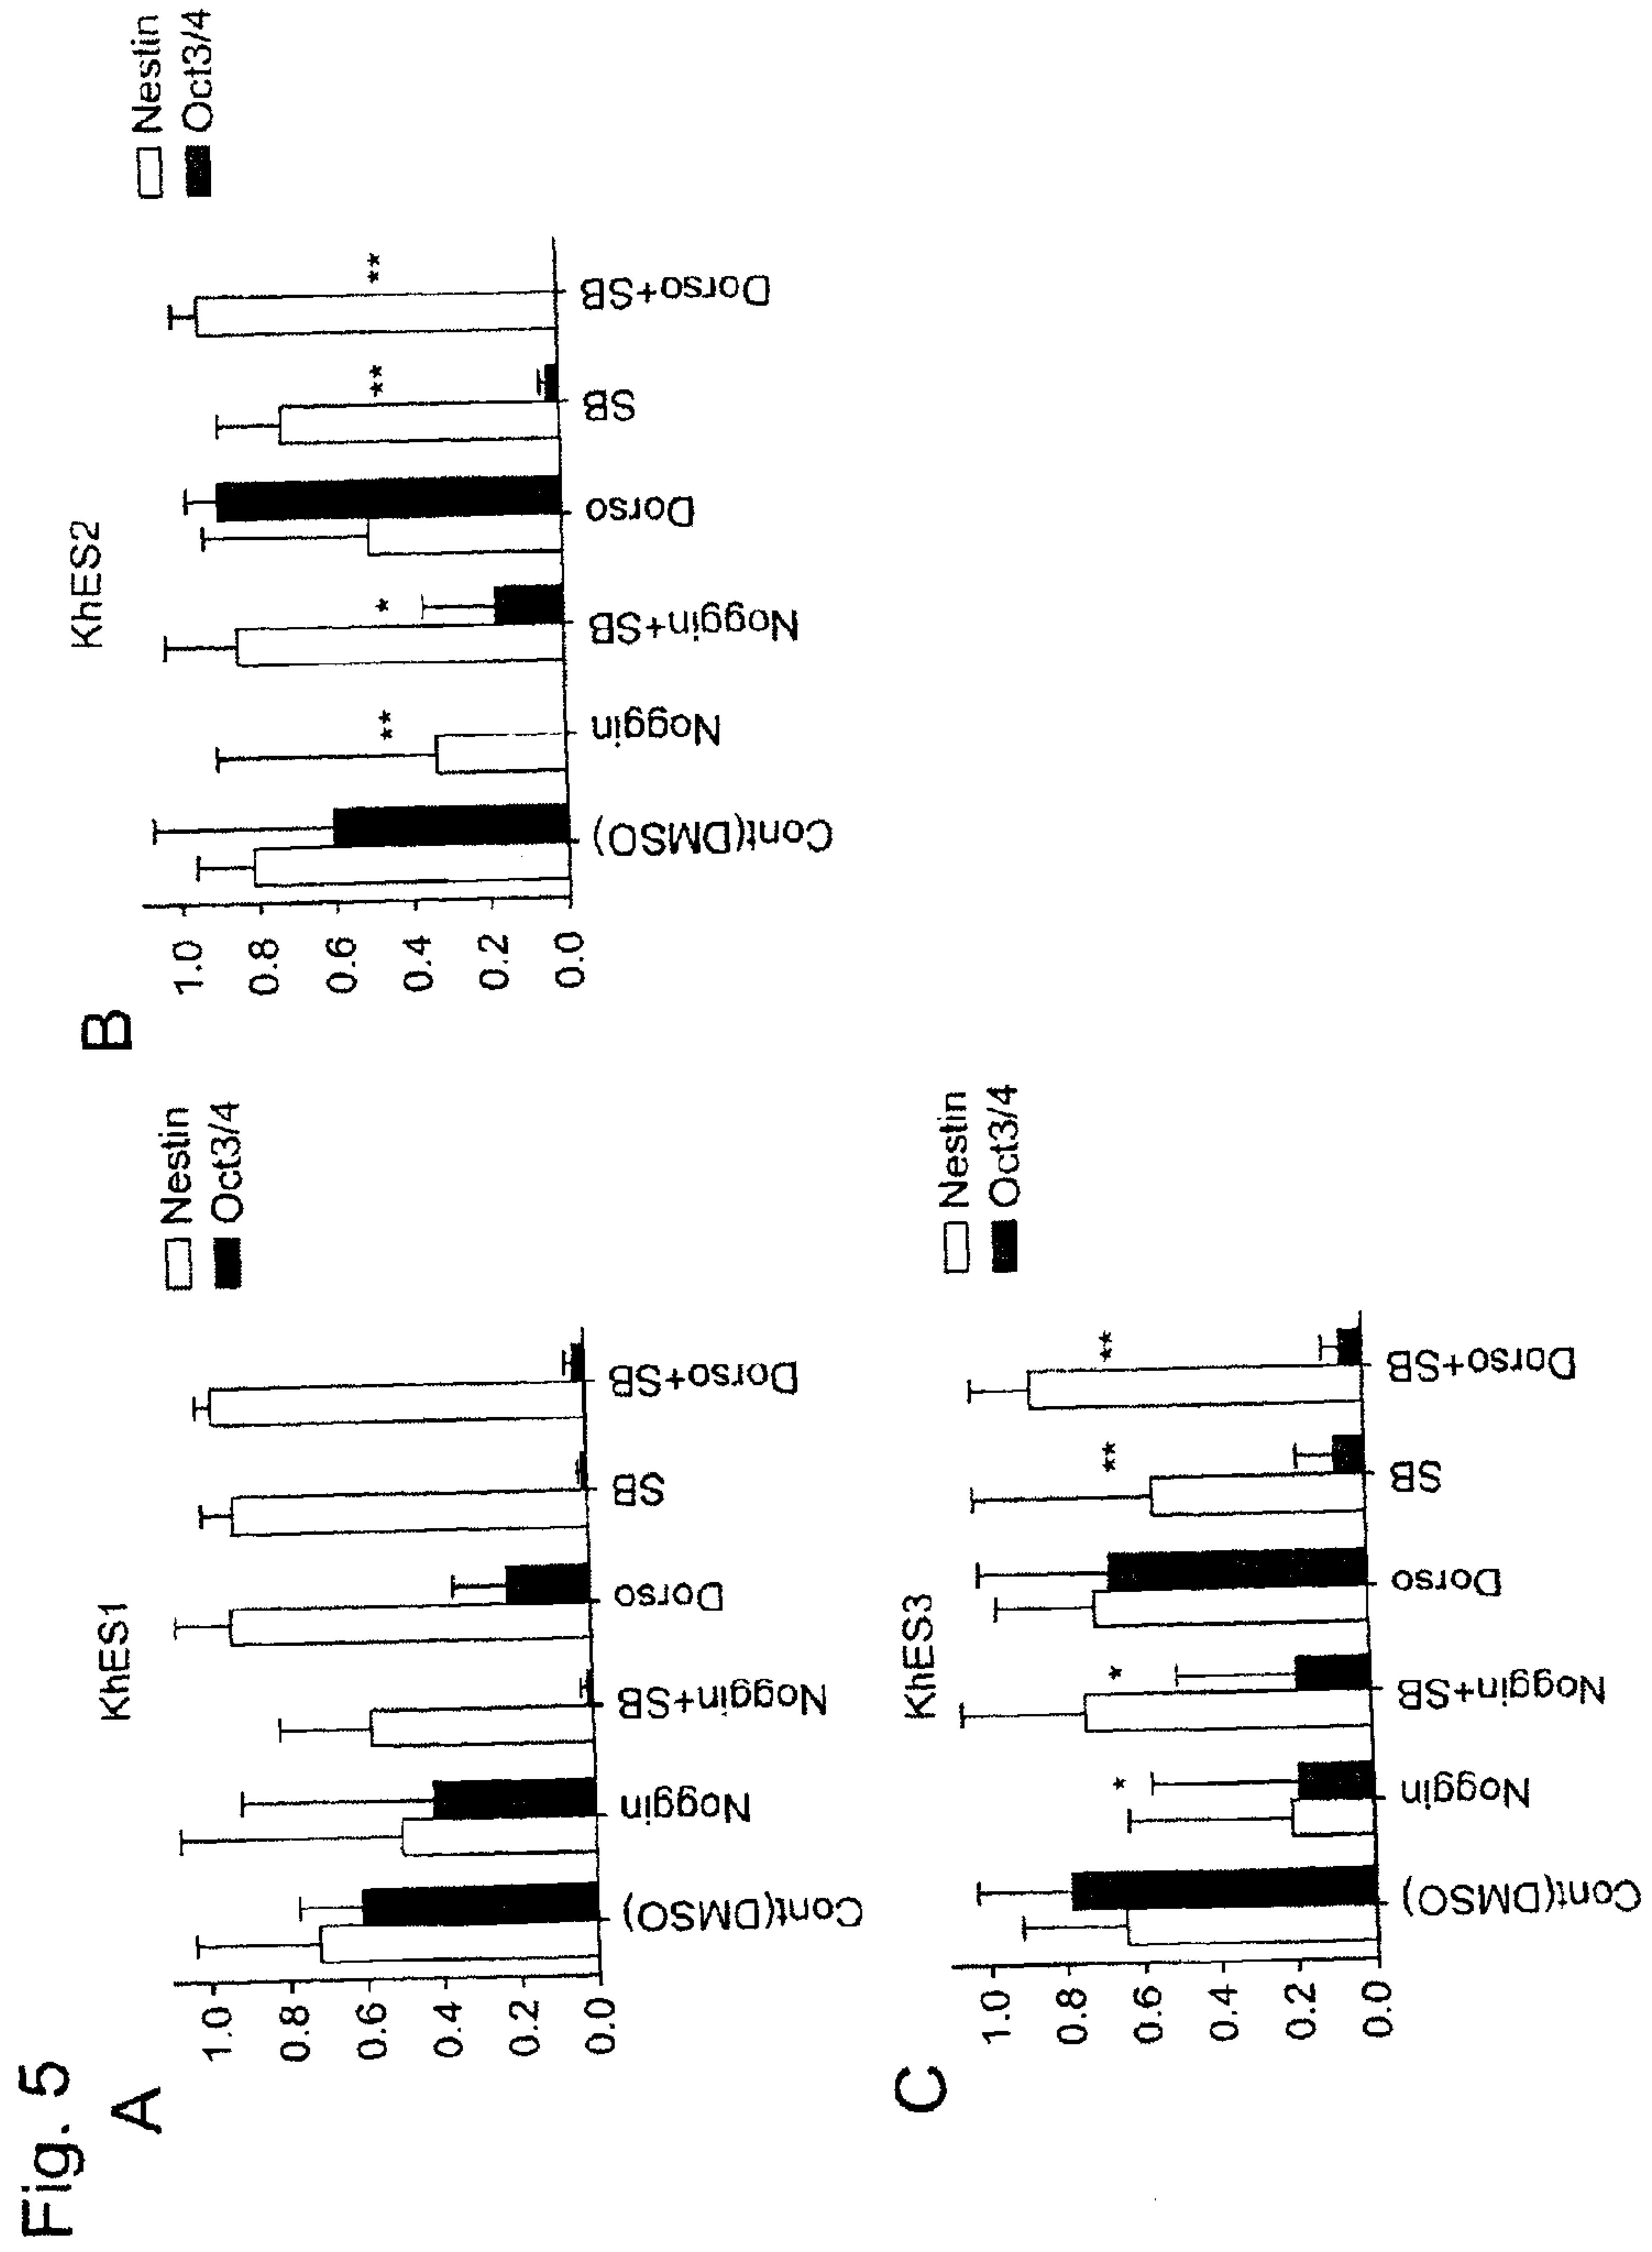 Fig. 5
A
KhES1
Nestin
Oct3/4
1.0
0.8
0.6
0.4
0.2
0.0
Cont(DMSO)
Noggin
Noggin+SB
Dorso
SB
Dorso+SB
B
KhES2
Nestin
Oct3/4
1.0
0.8
0.6
0.4
0.2
0.0
** * ** **
Cont(DMSO)
Noggin
Noggin+SB
Dorso
SB
Dorso+SB
C
KhES3
Nestin
Oct3/4
1.0
0.8
0.6
0.4
0.2
0.0
* * ** **
Cont(DMSO)
Noggin
Noggin+SB
Dorso
SB
Dorso+SB